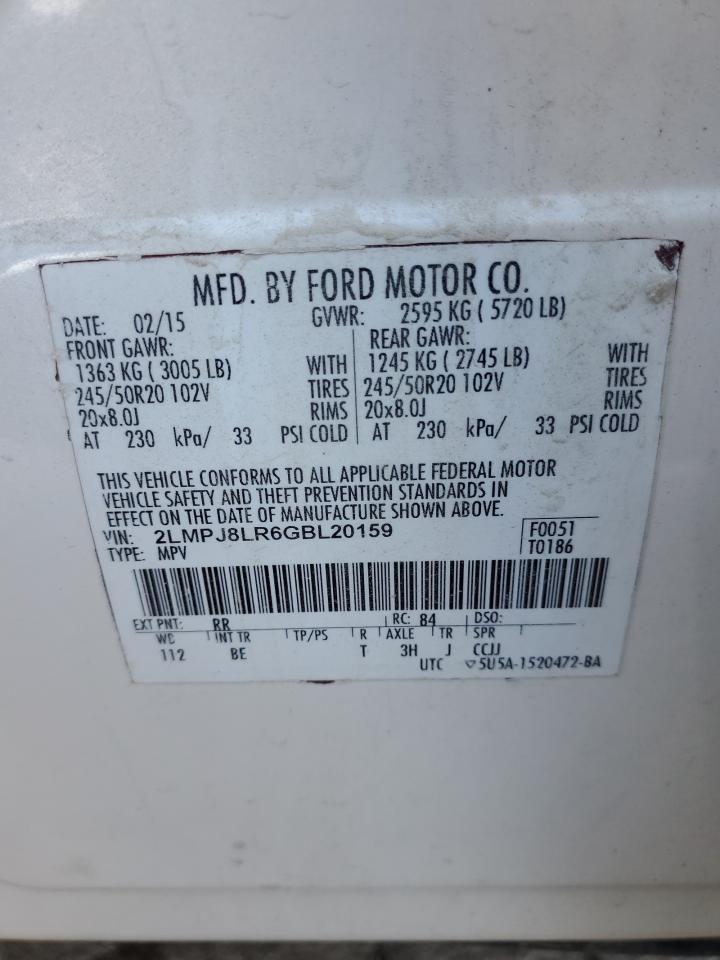 MFD. BY FORD MOTOR CO.
DATE: 02/15 GVWR: 2595 KG ( 5720 LB)
FRONT GAWR: REAR GAWR:
1363 KG ( 3005 LB) WITH 1245 KG ( 2745 LB) WITH
245/50R20 102V TIRES 245/50R20 102V TIRES
20x8.0J RIMS 20x8.0J RIMS
AT 230 kPa/ 33 PSI COLD AT 230 kPa/ 33 PSI COLD
THIS VEHICLE CONFORMS TO ALL APPLICABLE FEDERAL MOTOR
VEHICLE SAFETY AND THEFT PREVENTION STANDARDS IN
EFFECT ON THE DATE OF MANUFACTURE SHOWN ABOVE.
VIN: 2LMPJ8LR6GBL20159 F0051
TYPE: MPV T0186
EXT PNT: RR RC: 84 DSO:
WB INT TR TP/PS R AXLE TR SPR
112 BE T 3H J CCJJ
UTC ▽5U5A-1520472-BA